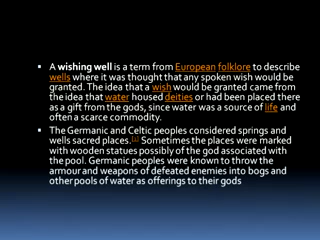 ▪ A wishing well is a term from European folklore to describe
wells where it was thought that any spoken wish would be
granted. The idea that a wish would be granted came from
the idea that water housed deities or had been placed there
as a gift from the gods, since water was a source of life and
often a scarce commodity.
▪ The Germanic and Celtic peoples considered springs and
wells sacred places.[1] Sometimes the places were marked
with wooden statues possibly of the god associated with
the pool. Germanic peoples were known to throw the
armour and weapons of defeated enemies into bogs and
other pools of water as offerings to their gods